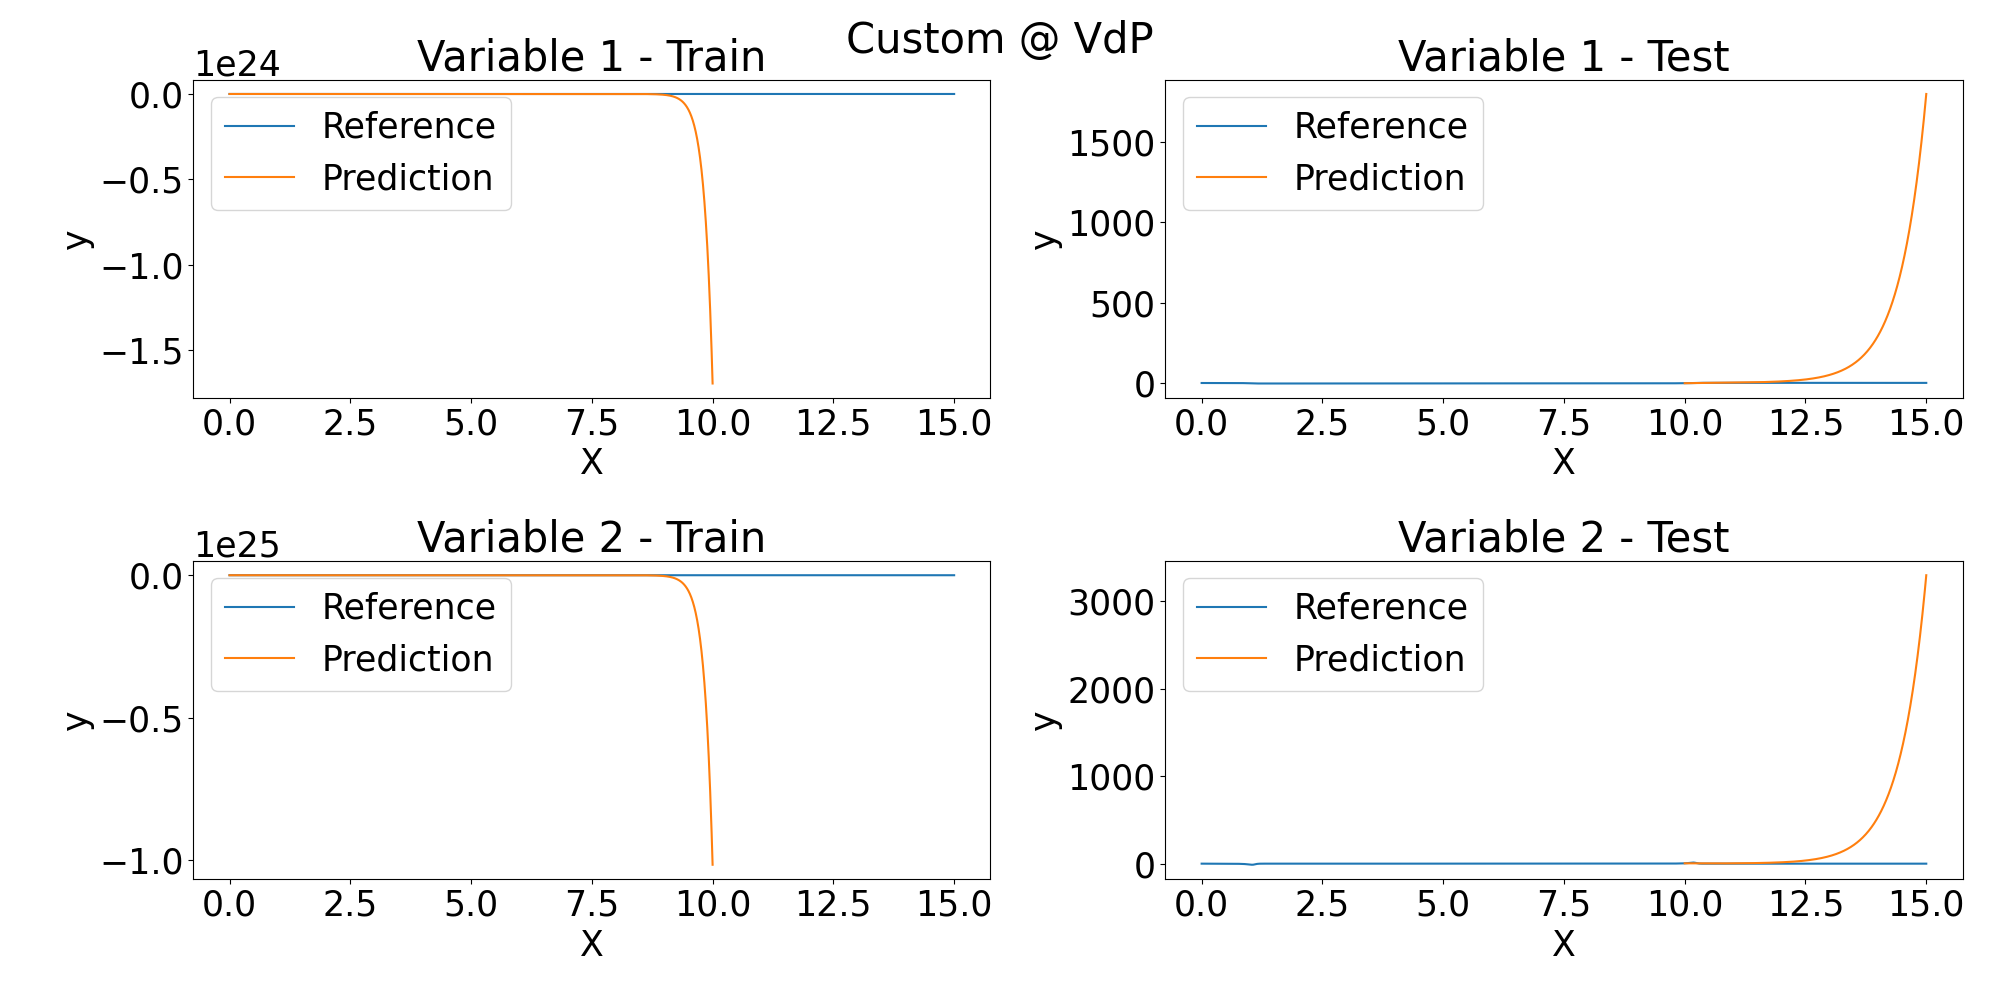 Custom @ VdP
Variable 1 - Train
1e24
0.0
−0.5
−1.0
−1.5
y
Reference
Prediction
0.0 2.5 5.0 7.5 10.0 12.5 15.0
X
Variable 1 - Test
1500
1000
500
0
y
Reference
Prediction
0.0 2.5 5.0 7.5 10.0 12.5 15.0
X
Variable 2 - Train
1e25
0.0
−0.5
−1.0
y
Reference
Prediction
0.0 2.5 5.0 7.5 10.0 12.5 15.0
X
Variable 2 - Test
3000
2000
1000
0
y
Reference
Prediction
0.0 2.5 5.0 7.5 10.0 12.5 15.0
X